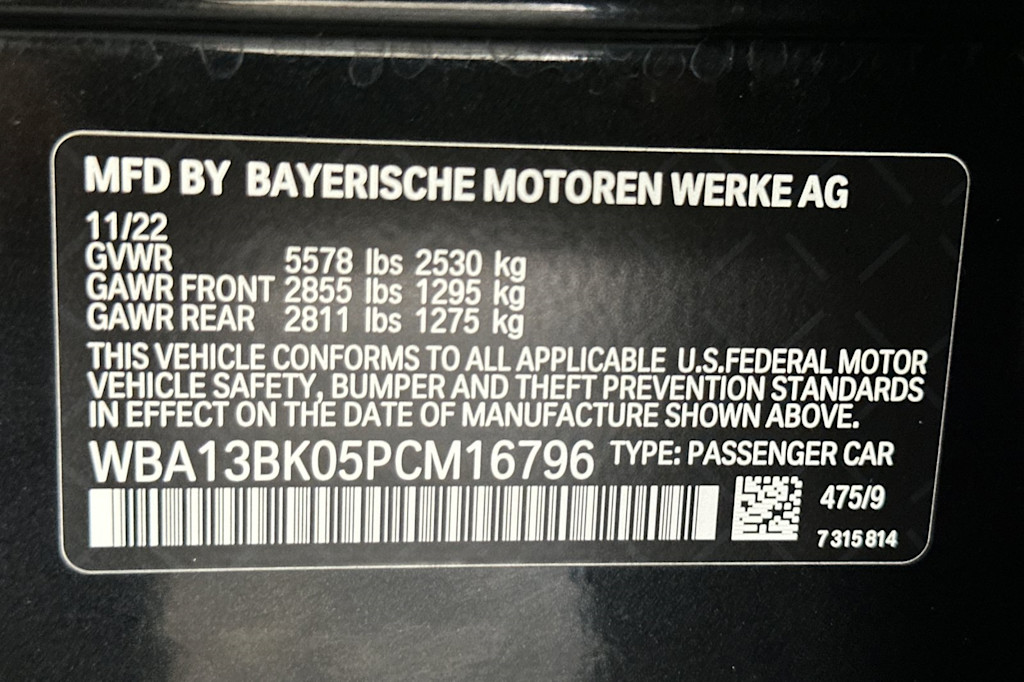 MFD BY BAYERISCHE MOTOREN WERKE AG
11/22
GVWR 5578 lbs 2530 kg
GAWR FRONT 2855 lbs 1295 kg
GAWR REAR 2811 lbs 1275 kg
THIS VEHICLE CONFORMS TO ALL APPLICABLE U.S.FEDERAL MOTOR
VEHICLE SAFETY, BUMPER AND THEFT PREVENTION STANDARDS
IN EFFECT ON THE DATE OF MANUFACTURE SHOWN ABOVE.
WBA13BK05PCM16796 TYPE: PASSENGER CAR
475/9
7 315 814